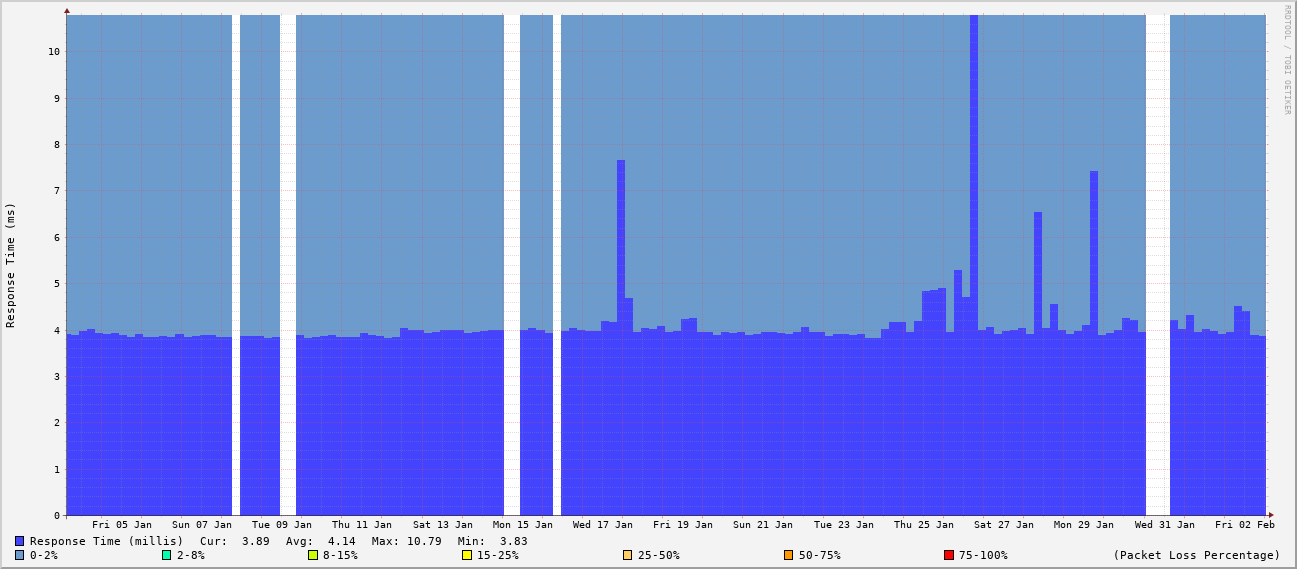 RRDTOOL / TOBI OETIKER
Response Time (ms)
10
9
8
7
6
5
4
3
2
1
0
Fri 05 Jan Sun 07 Jan Tue 09 Jan Thu 11 Jan Sat 13 Jan Mon 15 Jan Wed 17 Jan Fri 19 Jan Sun 21 Jan Tue 23 Jan Thu 25 Jan Sat 27 Jan Mon 29 Jan Wed 31 Jan Fri 02 Feb
Response Time (millis) Cur: 3.89 Avg: 4.14 Max: 10.79 Min: 3.83
0-2% 2-8% 8-15% 15-25% 25-50% 50-75% 75-100% (Packet Loss Percentage)